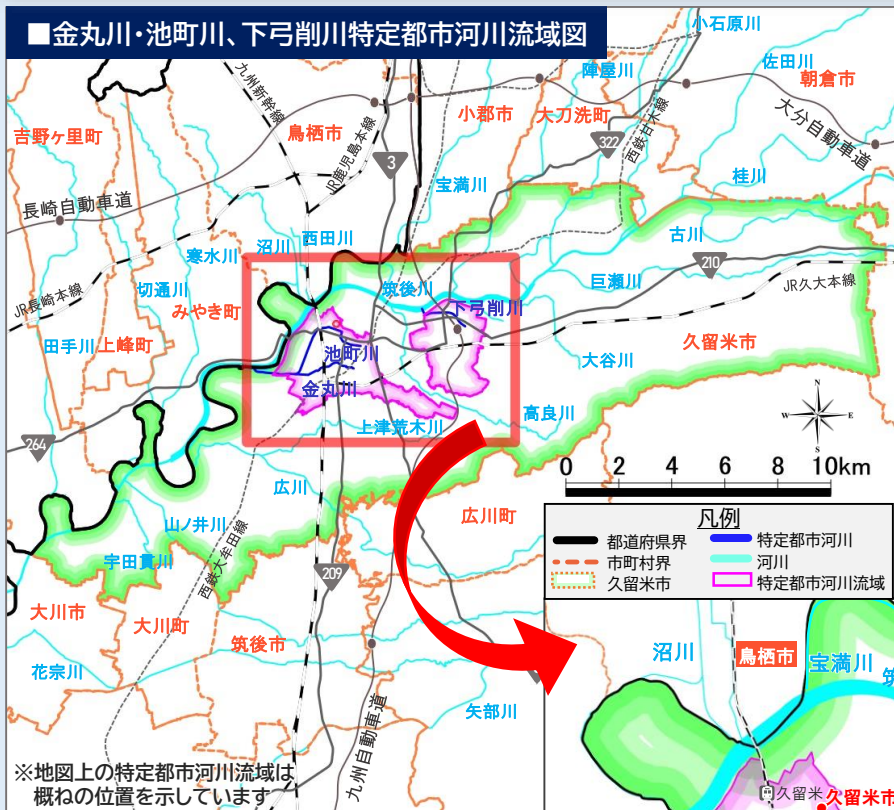 ■金丸川・池町川、下弓削川特定都市河川流域図
小石原川
陣屋川
佐田川
朝倉市
九州新幹線
鳥栖市
JR鹿児島本線
小郡市
大刀洗町
西鉄甘木線
大分自動車道
吉野ヶ里町
3
322
長崎自動車道
宝満川
桂川
寒水川
沼川
西田川
古川
210
JR長崎本線
切通川
みやき町
筑後川
巨瀬川
JR久大本線
下弓削川
田手川
上峰町
池町川
大谷川
久留米市
金丸川
高良川
上津荒木川
N
W
E
S
264
0 2 4 6 8 10km
広川
広川町
山ノ井川
宇田貫川
西鉄大牟田線
209
凡例
都道府県界
特定都市河川
市町村界
河川
久留米市
特定都市河川流域
大川市
大川町
筑後市
花宗川
矢部川
九州自動車道
沼川
鳥栖市
宝満川
筑
久留米
久留米市
※地図上の特定都市河川流域は
概ねの位置を示しています